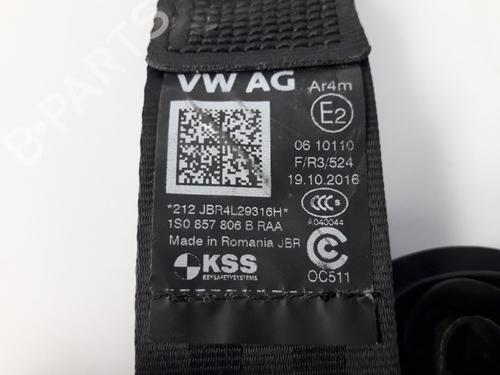 VW AG
Ar4m
E2
06 10110
F/R3/524
19.10.2016
CCC S
A040044
*212 JBR4L29316H*
1S0 857 806 B RAA
Made in Romania JBR
KSS
KEY SAFETY SYSTEMS
OC511
B-PARTS